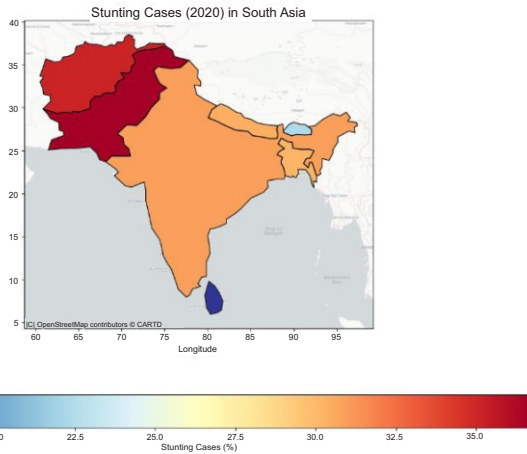 Stunting Cases (2020) in South Asia
40
35
30
25
20
15
10
5
(C) OpenStreetMap contributors © CARTD
60 65 70 75 80 85 90 95
Longitude
0 22.5 25.0 27.5 30.0 32.5 35.0
Stunting Cases (%)